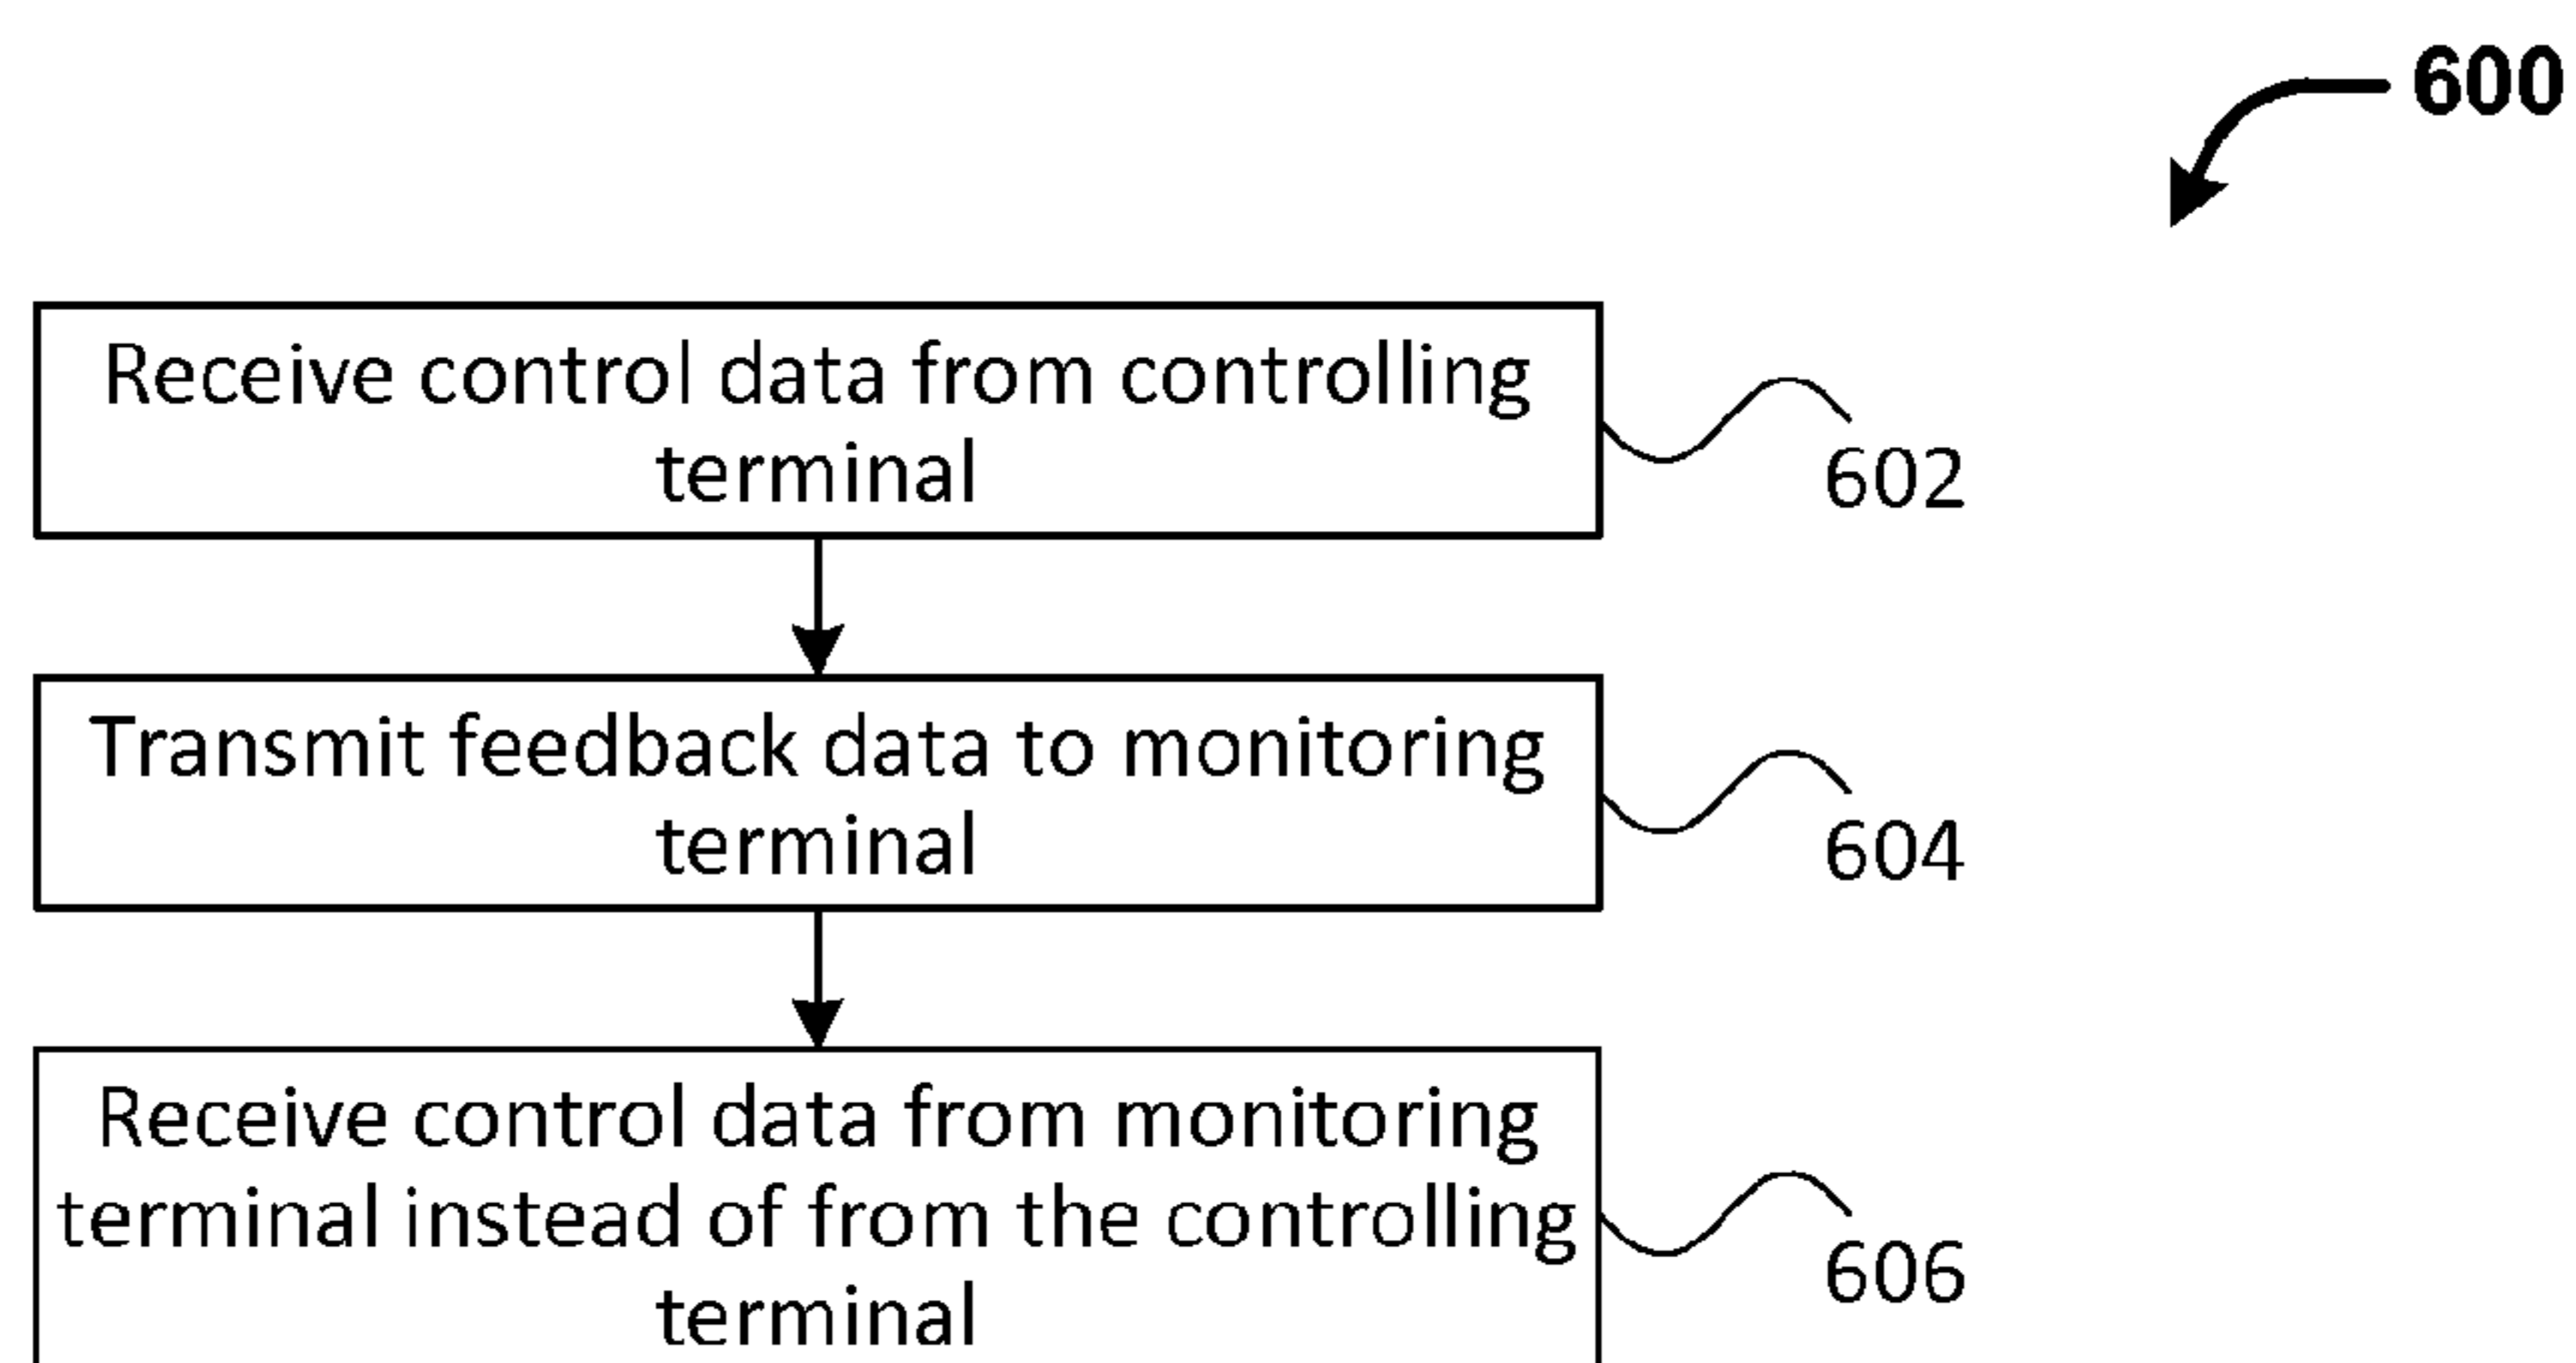 600
Receive control data from controlling
terminal
602
Transmit feedback data to monitoring
terminal
604
Receive control data from monitoring
terminal instead of from the controlling
terminal
606